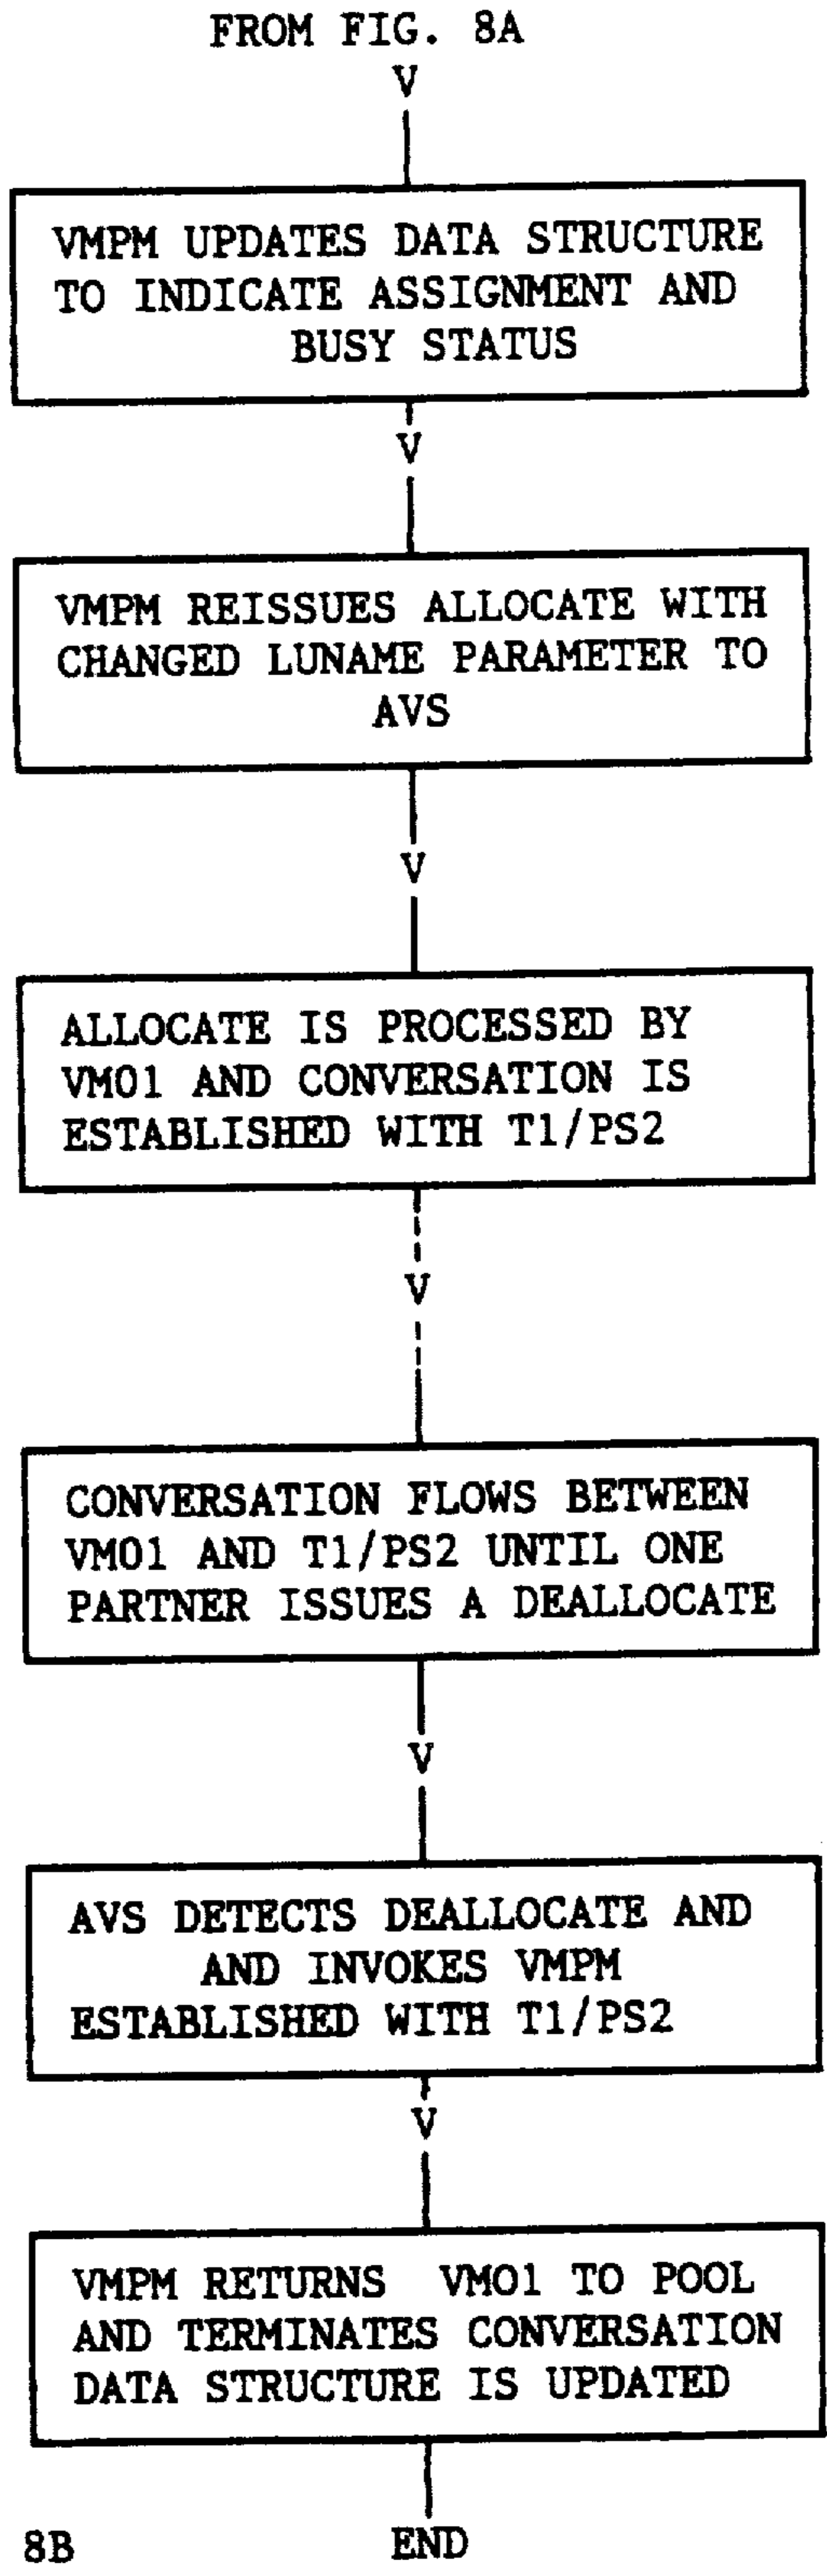 FROM FIG. 8A
V
VMPM UPDATES DATA STRUCTURE
TO INDICATE ASSIGNMENT AND
BUSY STATUS
V
VMPM REISSUES ALLOCATE WITH
CHANGED LUNAME PARAMETER TO
AVS
V
ALLOCATE IS PROCESSED BY
VM01 AND CONVERSATION IS
ESTABLISHED WITH T1/PS2
V
CONVERSATION FLOWS BETWEEN
VM01 AND T1/PS2 UNTIL ONE
PARTNER ISSUES A DEALLOCATE
V
AVS DETECTS DEALLOCATE AND
AND INVOKES VMPM
ESTABLISHED WITH T1/PS2
V
VMPM RETURNS VM01 TO POOL
AND TERMINATES CONVERSATION
DATA STRUCTURE IS UPDATED
8B END